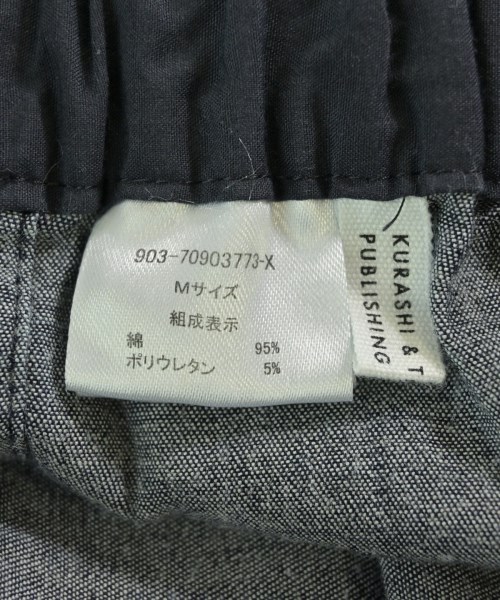 903-70903773-X
Mサイズ
組成表示
綿 95%
ポリウレタン 5%
KURASHI & T
PUBLISHING